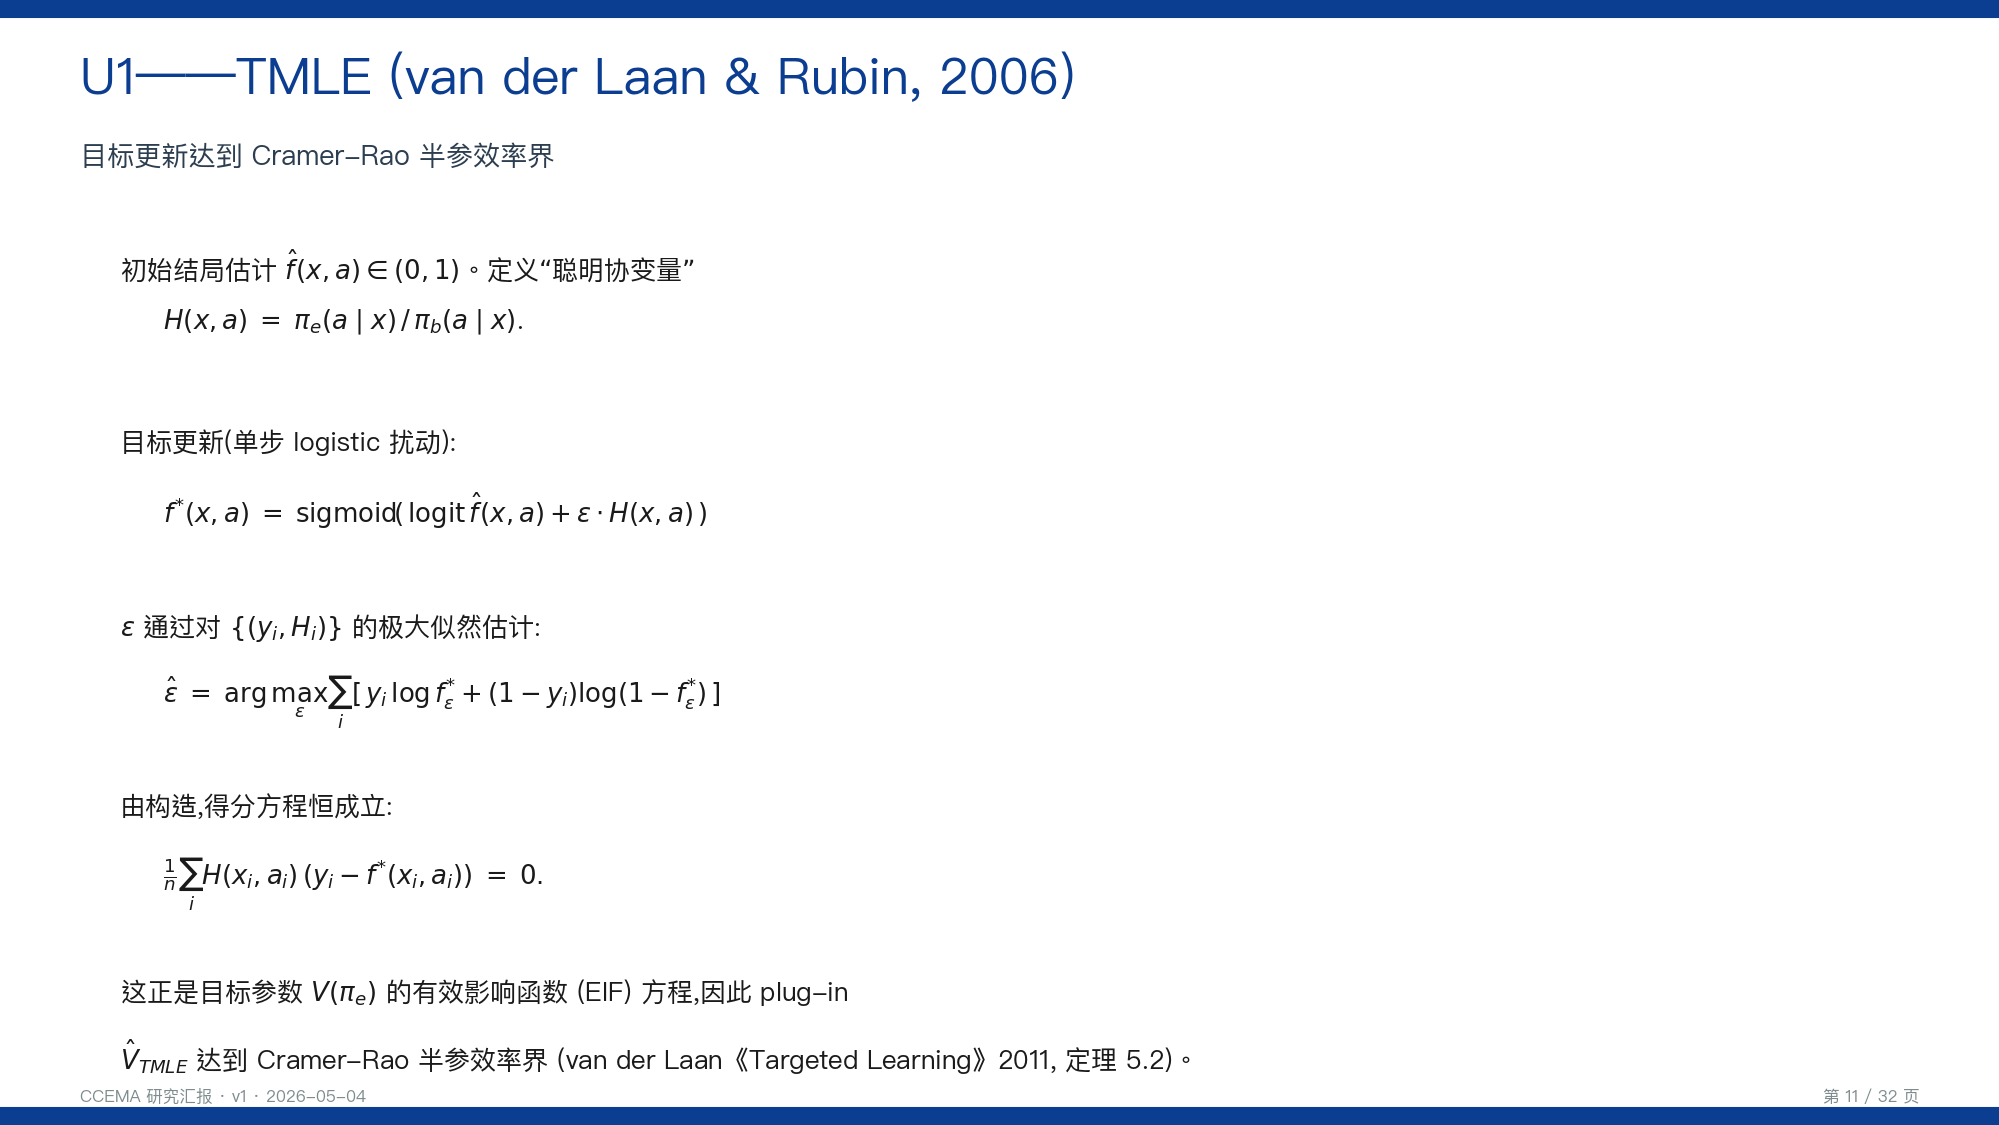 U1——TMLE (van der Laan & Rubin, 2006)
目标更新达到 Cramer–Rao 半参效率界
初始结局估计 f̂(x, a) ∈ (0, 1)。定义“聪明协变量”
H(x, a) = π_e(a | x) / π_b(a | x).
目标更新(单步 logistic 扰动):
f*(x, a) = sigmoid( logit f̂(x, a) + ε · H(x, a) )
ε 通过对 {(y_i, H_i)} 的极大似然估计:
ε̂ = arg max_ε ∑_i [ y_i log f*_ε + (1 − y_i)log(1 − f*_ε) ]
由构造,得分方程恒成立:
1/n ∑_i H(x_i, a_i) (y_i − f*(x_i, a_i)) = 0.
这正是目标参数 V(π_e) 的有效影响函数 (EIF) 方程,因此 plug–in
V̂_TMLE 达到 Cramer–Rao 半参效率界 (van der Laan《Targeted Learning》2011, 定理 5.2)。
CCEMA 研究汇报 · v1 · 2026–05–04
第 11 / 32 页